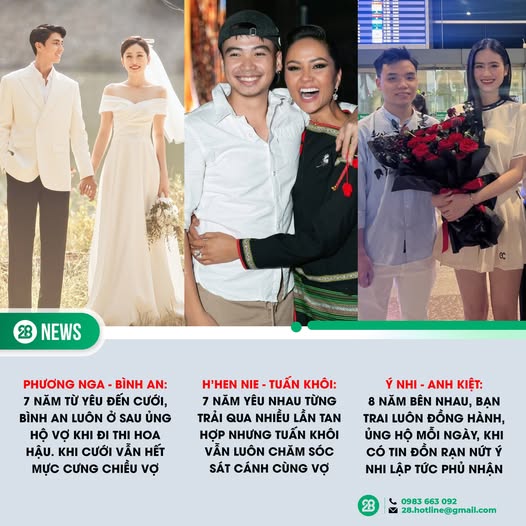 28 NEWS
PHƯƠNG NGA - BÌNH AN:
7 NĂM TỪ YÊU ĐẾN CƯỚI,
BÌNH AN LUÔN Ở SAU ỦNG
HỘ VỢ KHI ĐI THI HOA
HẬU. KHI CƯỚI VẪN HẾT
MỰC CƯNG CHIỀU VỢ
H'HEN NIE - TUẤN KHÔI:
7 NĂM YÊU NHAU TỪNG
TRẢI QUA NHIỀU LẦN TAN
HỢP NHƯNG TUẤN KHÔI
VẪN LUÔN CHĂM SÓC
SÁT CÁNH CÙNG VỢ
Ý NHI - ANH KIỆT:
8 NĂM BÊN NHAU, BẠN
TRAI LUÔN ĐỒNG HÀNH,
ỦNG HỘ MỖI NGÀY, KHI
CÓ TIN ĐỒN RẠN NỨT Ý
NHI LẬP TỨC PHỦ NHẬN
28
0983 663 092
28.hotline@gmail.com